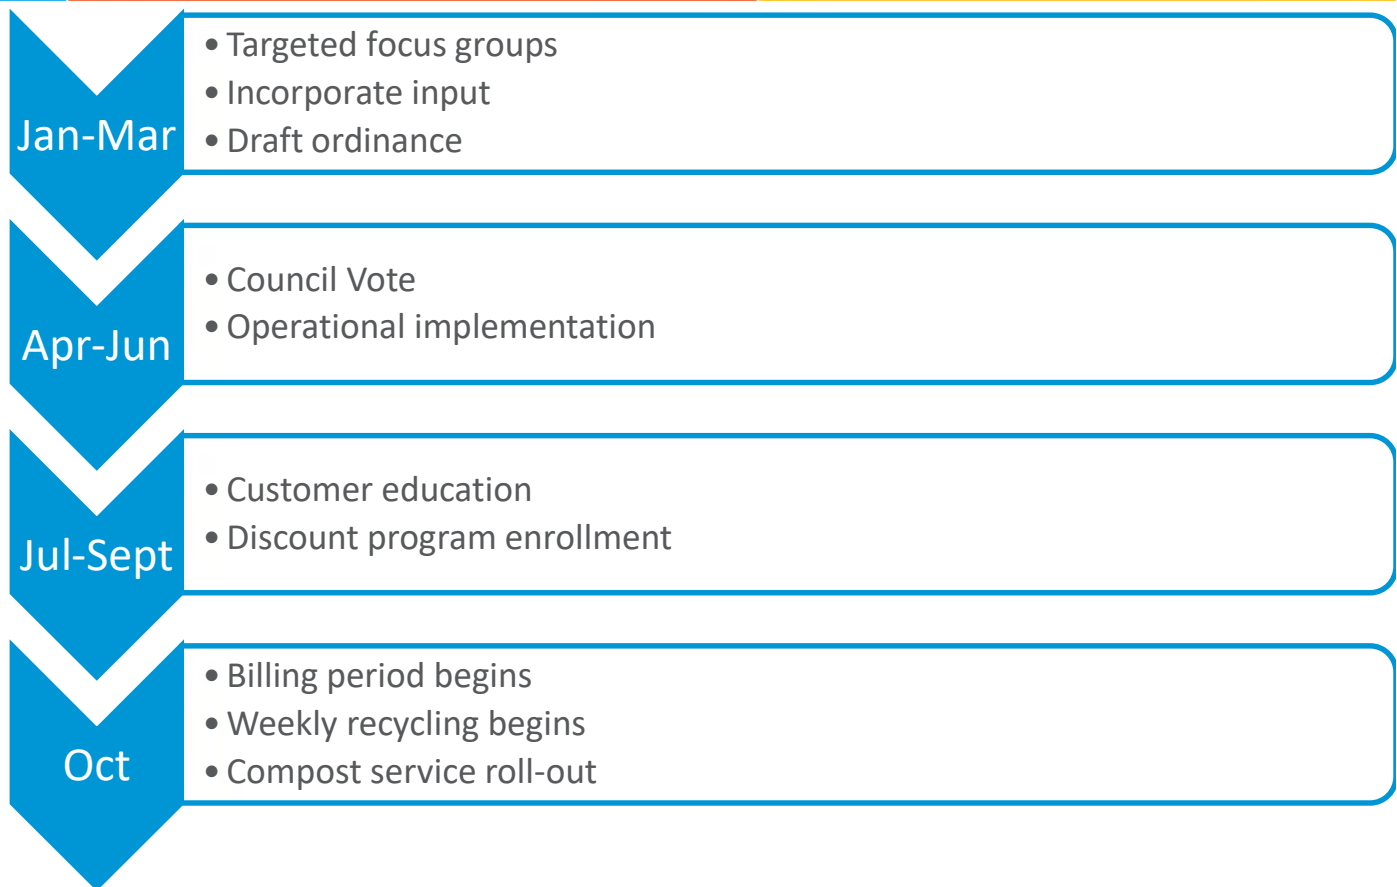 Jan-Mar
• Targeted focus groups
• Incorporate input
• Draft ordinance
Apr-Jun
• Council Vote
• Operational implementation
Jul-Sept
• Customer education
• Discount program enrollment
Oct
• Billing period begins
• Weekly recycling begins
• Compost service roll-out